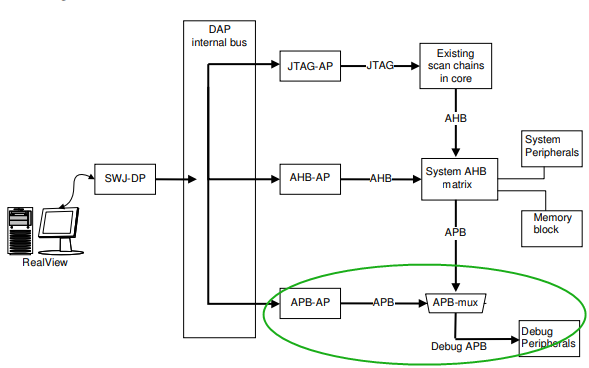 DAP
internal bus
JTAG-AP
JTAG
Existing
scan chains
in core
AHB
System
Peripherals
SWJ-DP
AHB-AP
AHB
System AHB
matrix
Memory
block
RealView
APB
APB-AP
APB
APB-mux
Debug APB
Debug
Peripherals